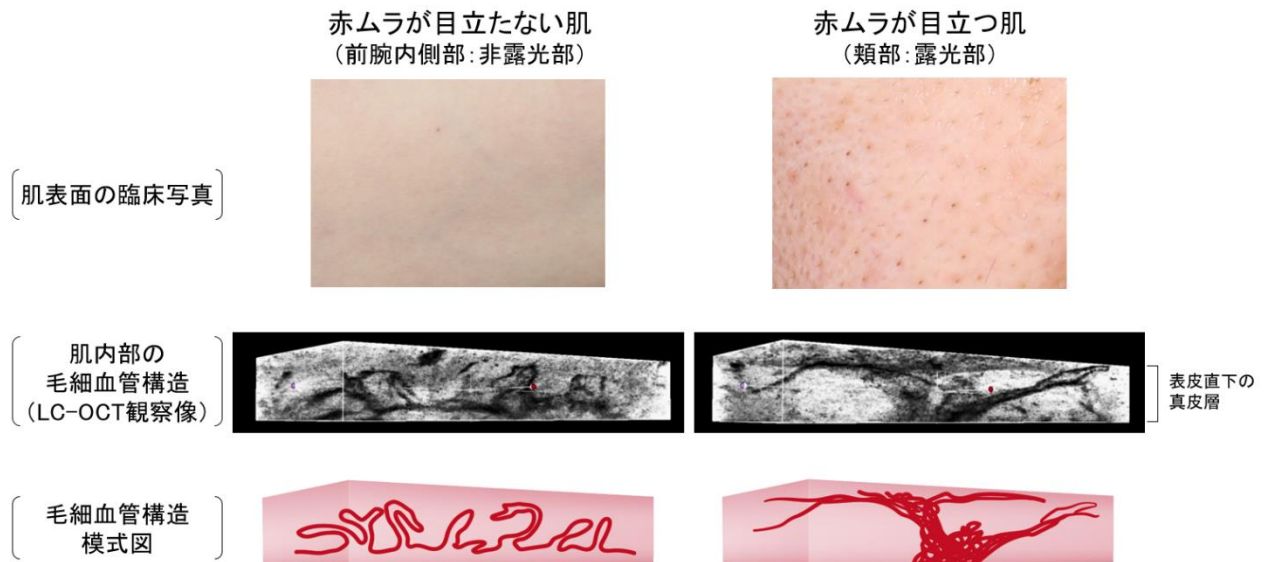 赤ムラが目立たない肌
(前腕内側部:非露光部)
赤ムラが目立つ肌
(頬部:露光部)
肌表面の臨床写真
肌内部の
毛細血管構造
(LC-OCT観察像)
表皮直下の
真皮層
毛細血管構造
模式図